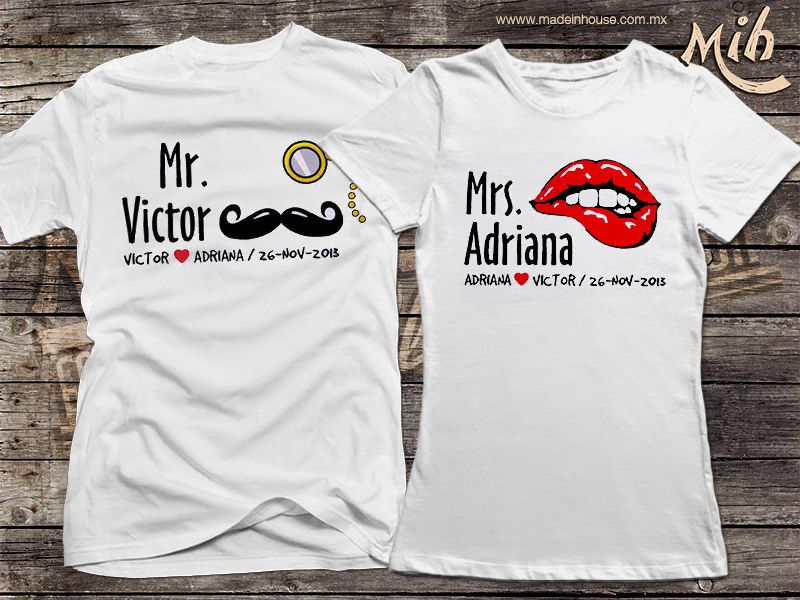 www.madeinhouse.com.mx
Mih
Mr.
Victor
VICTOR ❤ ADRIANA / 26-NOV-2013
Mrs.
Adriana
ADRIANA ❤ VICTOR / 26-NOV-2013